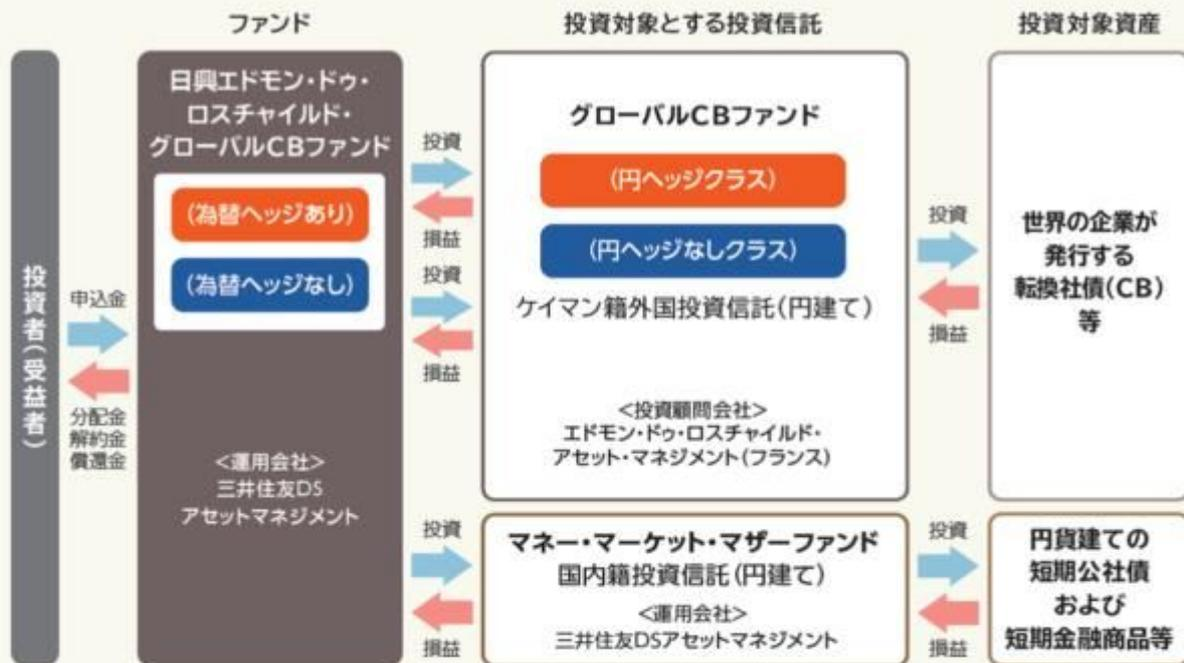 ファンド
投資対象とする投資信託
投資対象資産
投資者(受益者)
申込金
分配金
解約金
償還金
日興エドモン・ドゥ・
ロスチャイルド・
グローバルCBファンド
(為替ヘッジあり)
(為替ヘッジなし)
<運用会社>
三井住友DS
アセットマネジメント
投資
損益
投資
損益
グローバルCBファンド
(円ヘッジクラス)
(円ヘッジなしクラス)
ケイマン籍外国投資信託(円建て)
<投資顧問会社>
エドモン・ドゥ・ロスチャイルド・
アセット・マネジメント(フランス)
投資
損益
世界の企業が
発行する
転換社債(CB)
等
投資
損益
マネー・マーケット・マザーファンド
国内籍投資信託(円建て)
<運用会社>
三井住友DSアセットマネジメント
投資
損益
円貨建ての
短期公社債
および
短期金融商品等